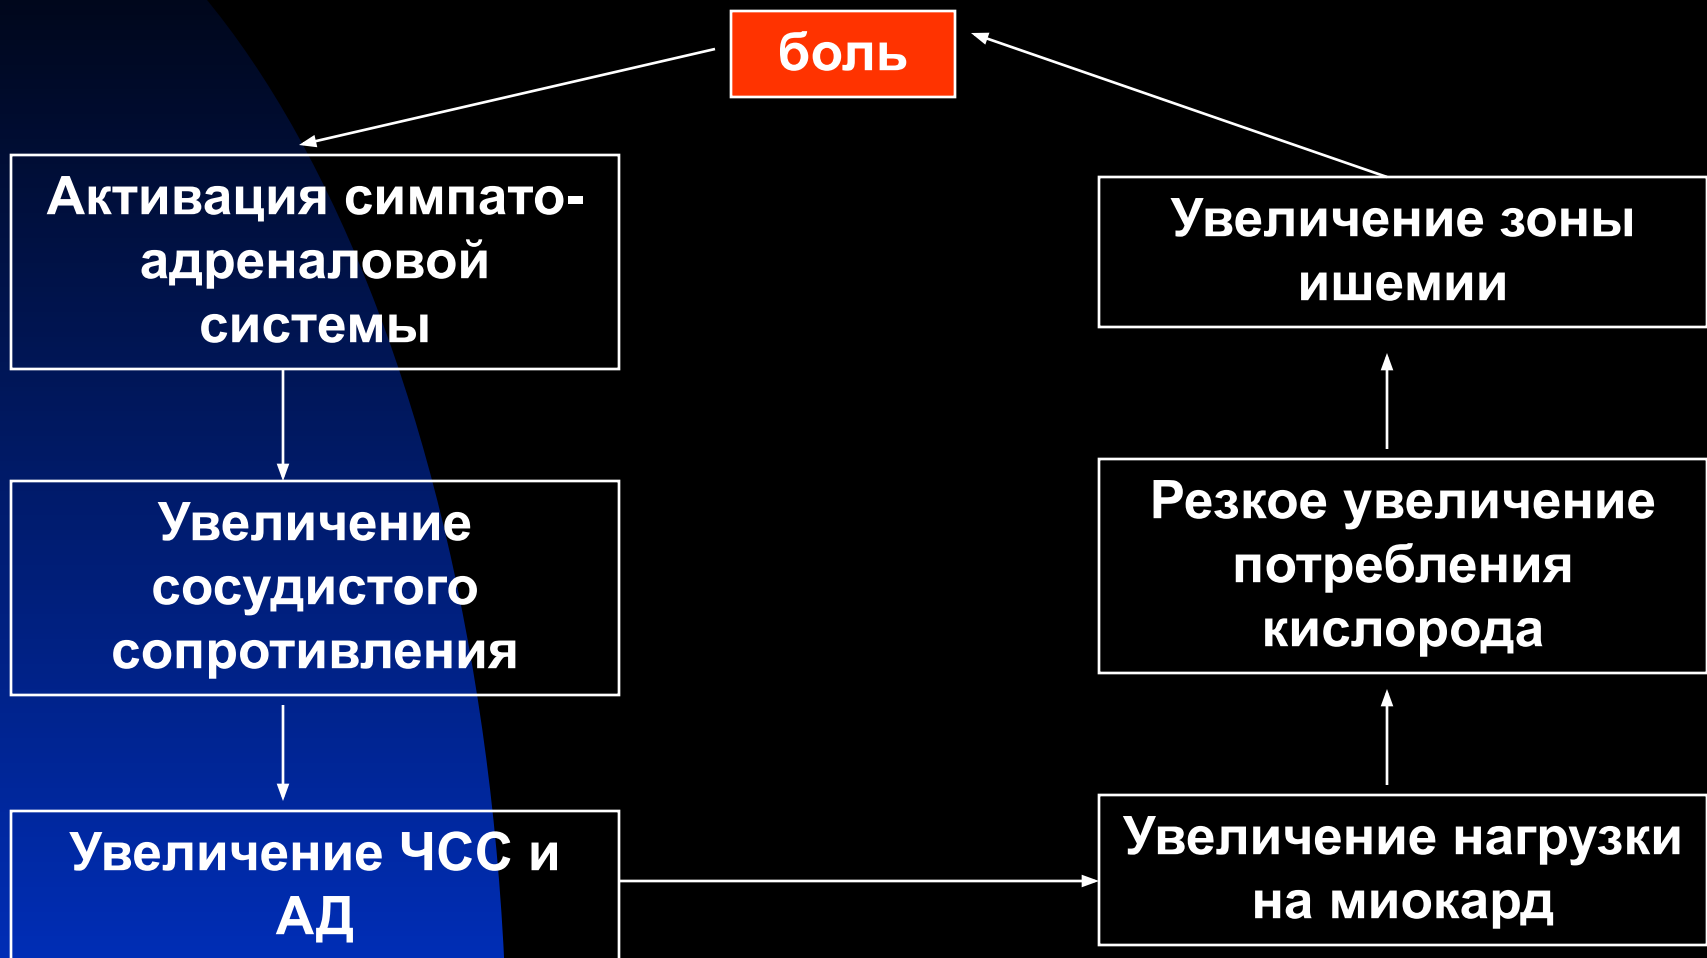 боль
Активация симпато-
адреналовой
системы
Увеличение
сосудистого
сопротивления
Увеличение ЧСС и
АД
Увеличение зоны
ишемии
Резкое увеличение
потребления
кислорода
Увеличение нагрузки
на миокард